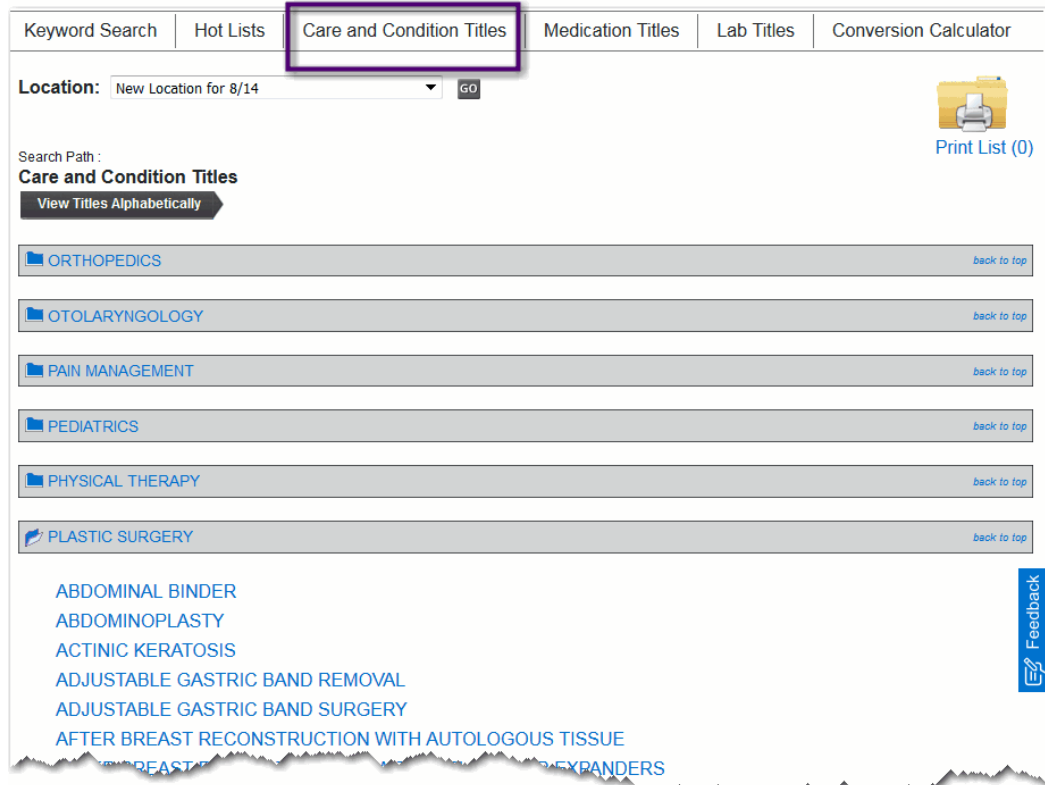 Keyword Search Hot Lists Care and Condition Titles Medication Titles Lab Titles Conversion Calculator
Location: New Location for 8/14 GO
Print List (0)
Search Path :
Care and Condition Titles
View Titles Alphabetically
ORTHOPEDICS back to top
OTOLARYNGOLOGY back to top
PAIN MANAGEMENT back to top
PEDIATRICS back to top
PHYSICAL THERAPY back to top
PLASTIC SURGERY back to top
ABDOMINAL BINDER
ABDOMINOPLASTY
ACTINIC KERATOSIS
ADJUSTABLE GASTRIC BAND REMOVAL
ADJUSTABLE GASTRIC BAND SURGERY
AFTER BREAST RECONSTRUCTION WITH AUTOLOGOUS TISSUE
BREAST EXPANDERS
Feedback